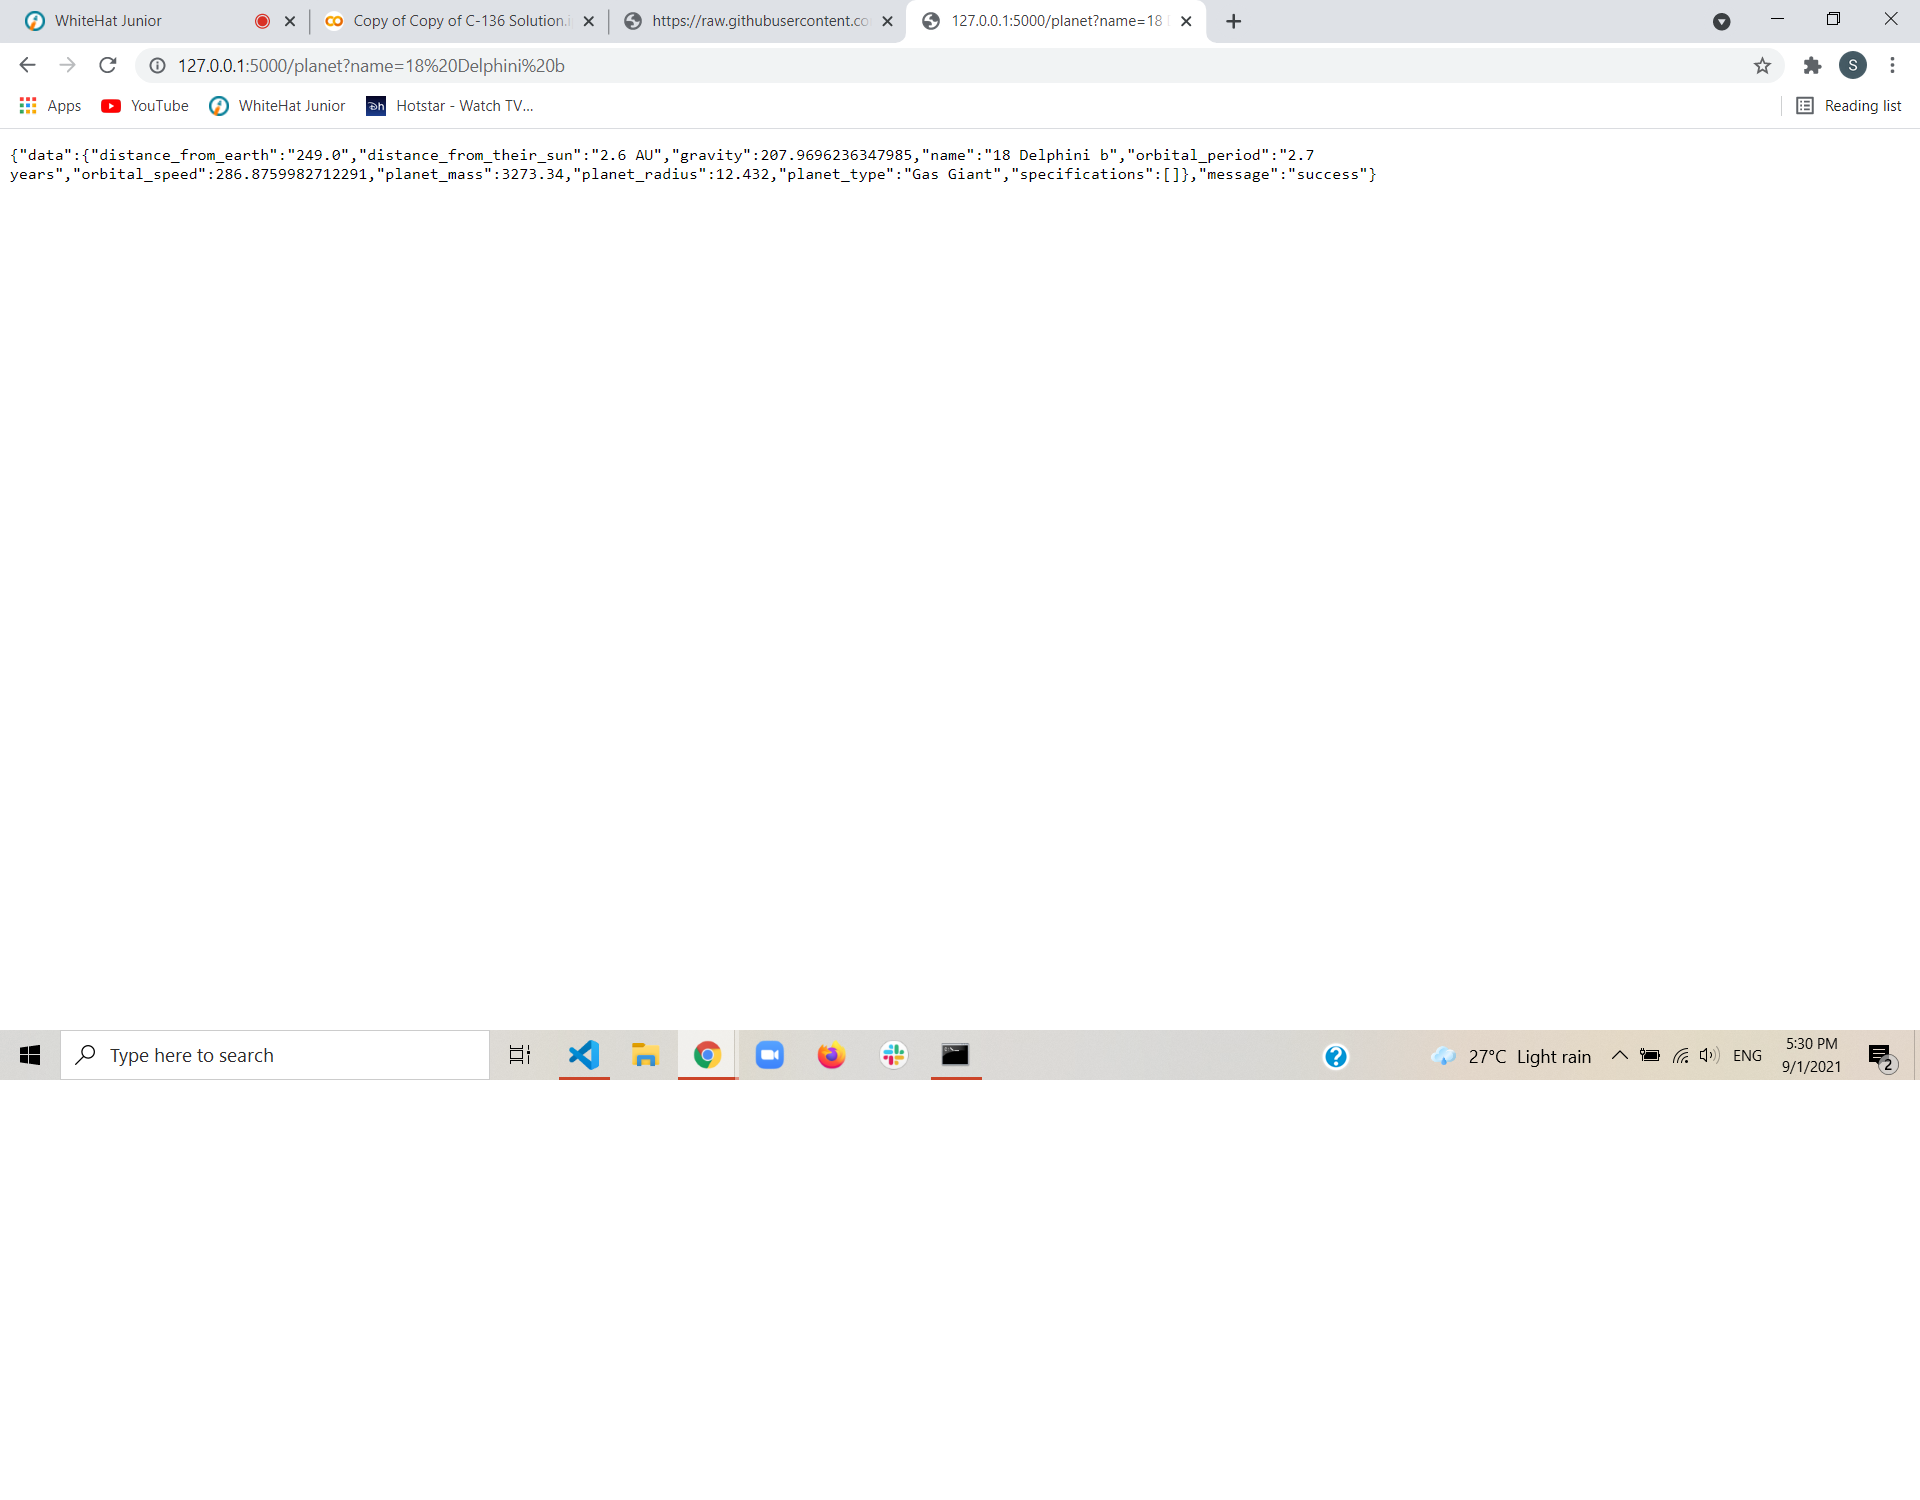 WhiteHat Junior
Copy of Copy of C-136 Solution.i
https://raw.githubusercontent.co
127.0.0.1:5000/planet?name=18
127.0.0.1:5000/planet?name=18%20Delphini%20b
S
Apps
YouTube
WhiteHat Junior
Hotstar - Watch TV...
Reading list
{"data":{"distance_from_earth":"249.0","distance_from_their_sun":"2.6 AU","gravity":207.9696236347985,"name":"18 Delphini b","orbital_period":"2.7
years","orbital_speed":286.8759982712291,"planet_mass":3273.34,"planet_radius":12.432,"planet_type":"Gas Giant","specifications":[]},"message":"success"}
Type here to search
27°C Light rain
ENG
5:30 PM
9/1/2021
2